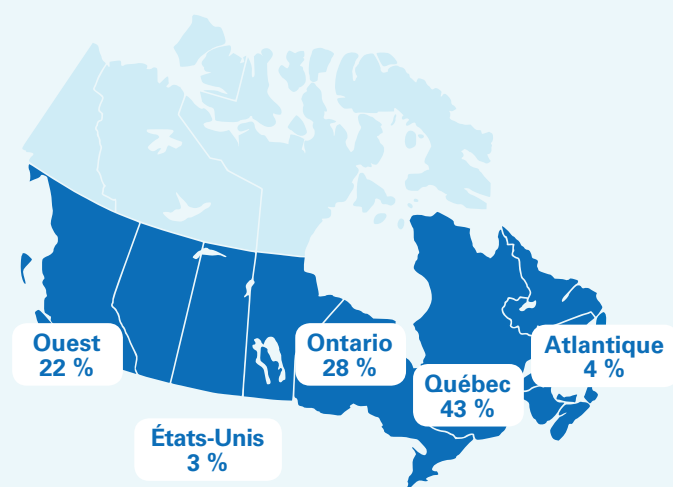 Ouest
22 %
Ontario
28 %
Québec
43 %
Atlantique
4 %
États-Unis
3 %